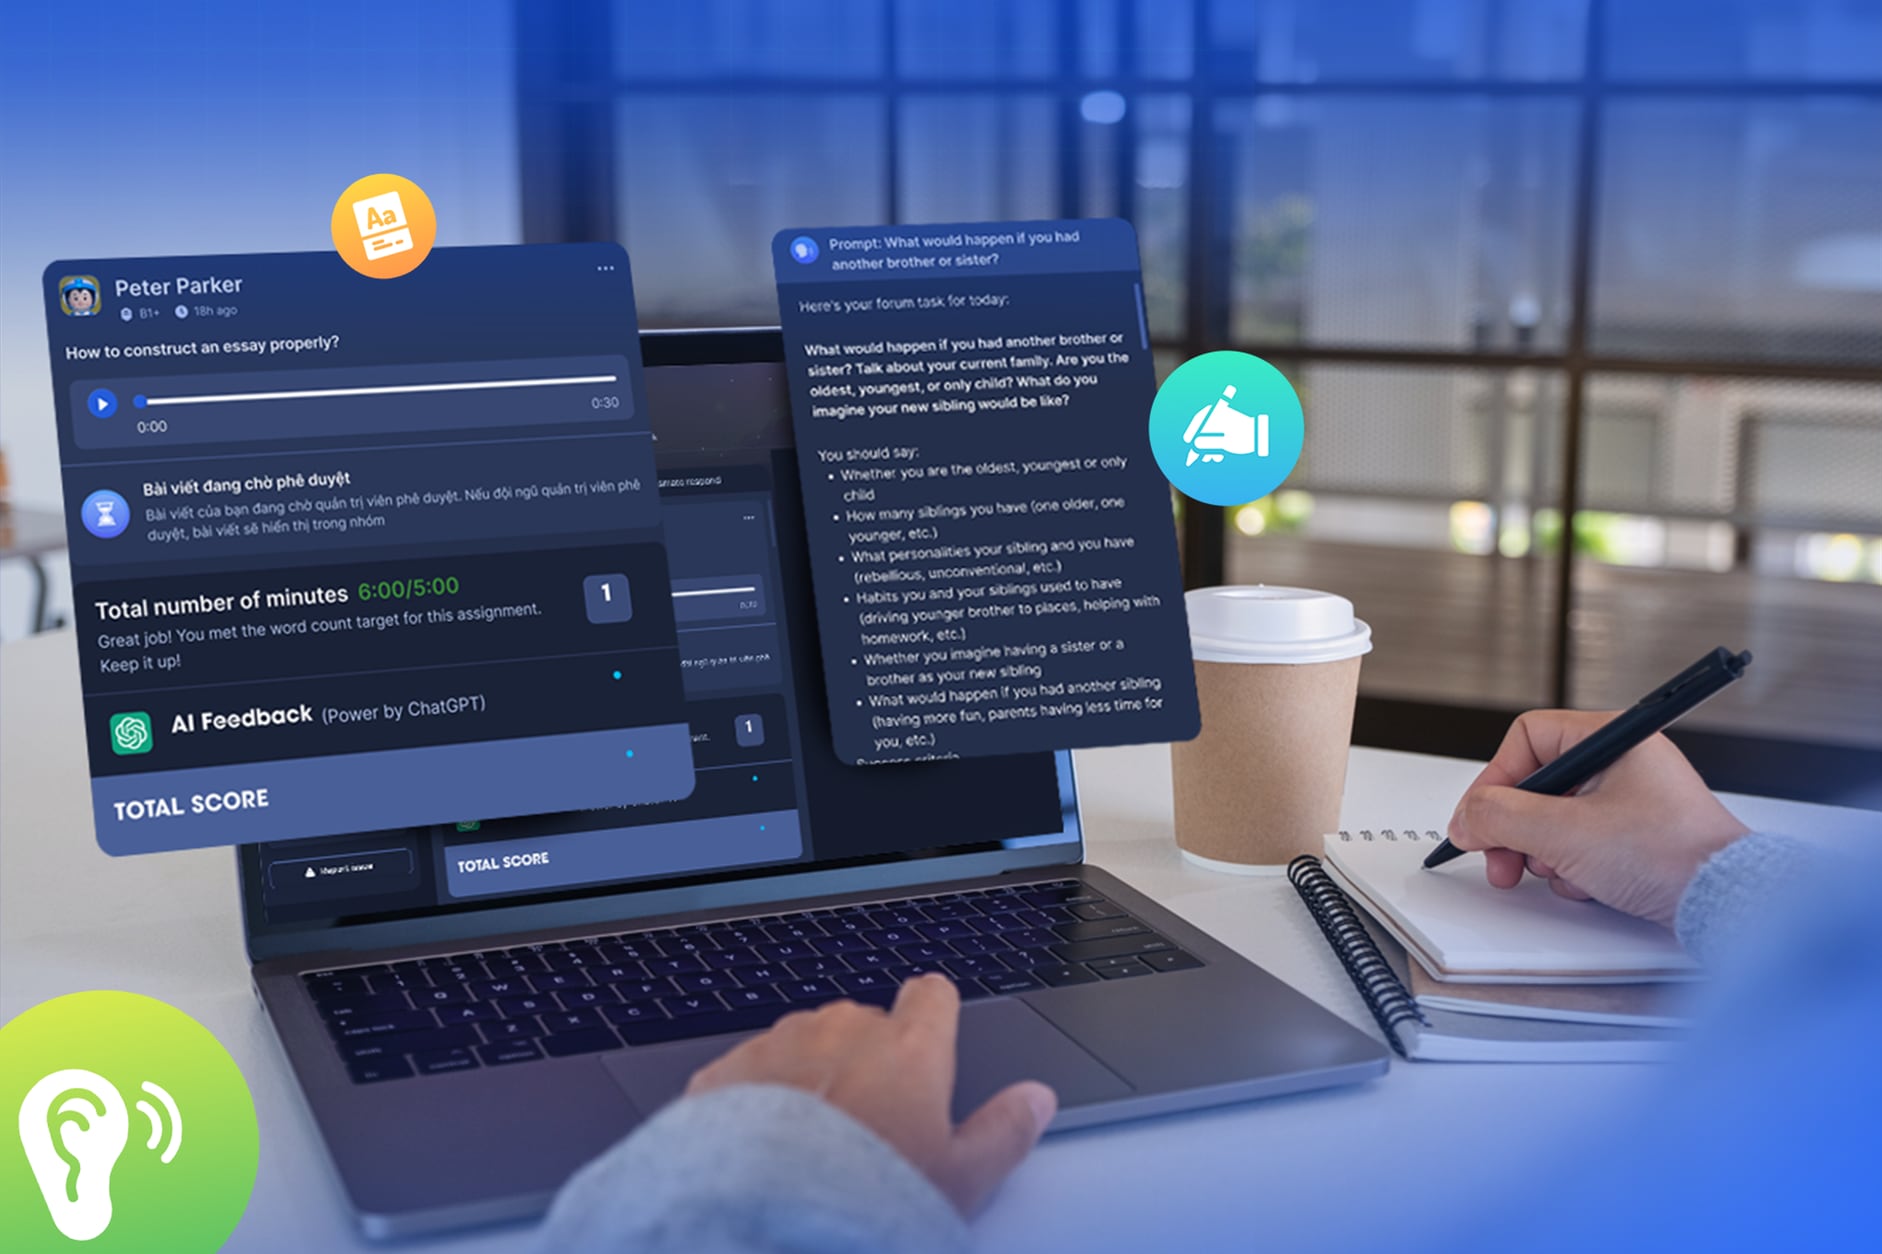 Aa
Peter Parker
B1+ 18h ago
How to construct an essay properly?
0:00
0:30
Bài viết đang chờ phê duyệt
Bài viết của bạn đang chờ quản trị viên phê duyệt. Nếu đội ngũ quản trị viên phê
duyệt, bài viết sẽ hiển thị trong nhóm
Total number of minutes 6:00/5:00
1
Great job! You met the word count target for this assignment.
Keep it up!
AI Feedback (Power by ChatGPT)
TOTAL SCORE
Prompt: What would happen if you had
another brother or sister?
Here's your forum task for today:
What would happen if you had another brother or
sister? Talk about your current family. Are you the
oldest, youngest, or only child? What do you
imagine your new sibling would be like?
You should say:
• Whether you are the oldest, youngest or only
child
• How many siblings you have (one older, one
younger, etc.)
• What personalities your sibling and you have
(rebellious, unconventional, etc.)
• Habits you and your siblings used to have
(driving younger brother to places, helping with
homework, etc.)
• Whether you imagine having a sister or a
brother as your new sibling
• What would happen if you had another sibling
(having more fun, parents having less time for
you, etc.)
Success criteria
respond
1
TOTAL SCORE